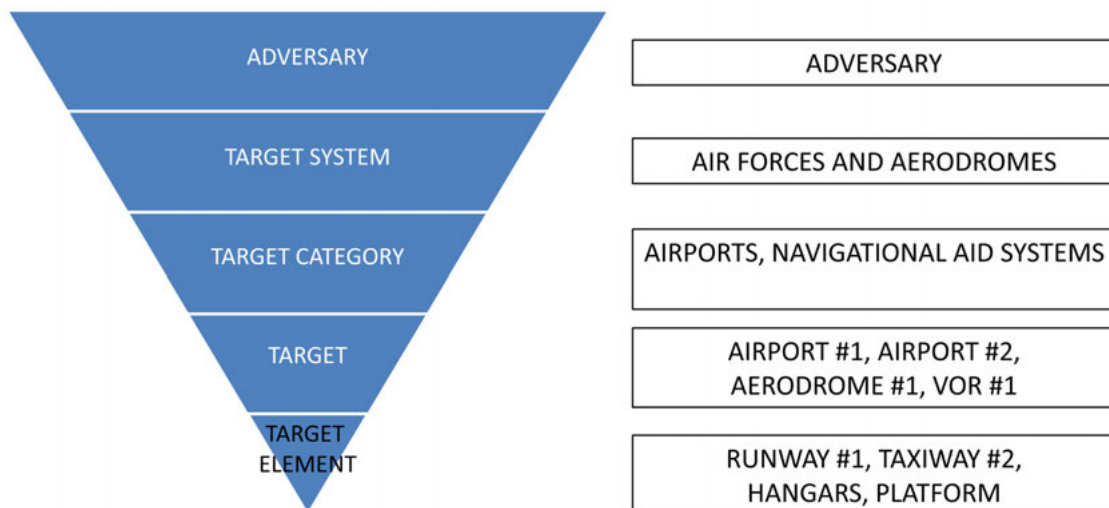 ADVERSARY
ADVERSARY
TARGET SYSTEM
AIR FORCES AND AERODROMES
TARGET CATEGORY
AIRPORTS, NAVIGATIONAL AID SYSTEMS
TARGET
AIRPORT #1, AIRPORT #2,
AERODROME #1, VOR #1
TARGET
ELEMENT
RUNWAY #1, TAXIWAY #2,
HANGARS, PLATFORM